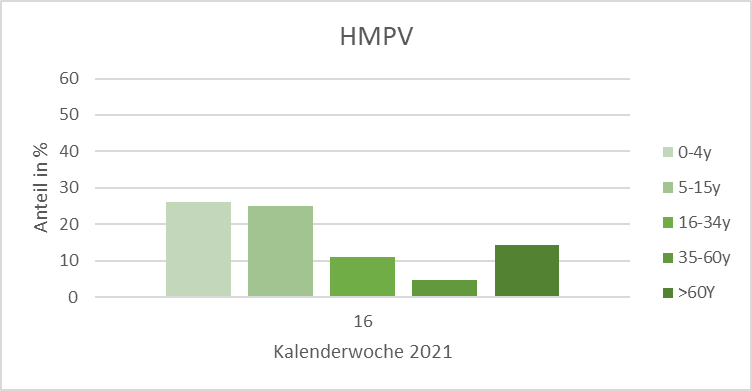 HMPV
60
50
40
30
20
10
0
Anteil in %
16
Kalenderwoche 2021
0-4y
5-15y
16-34y
35-60y
>60Y